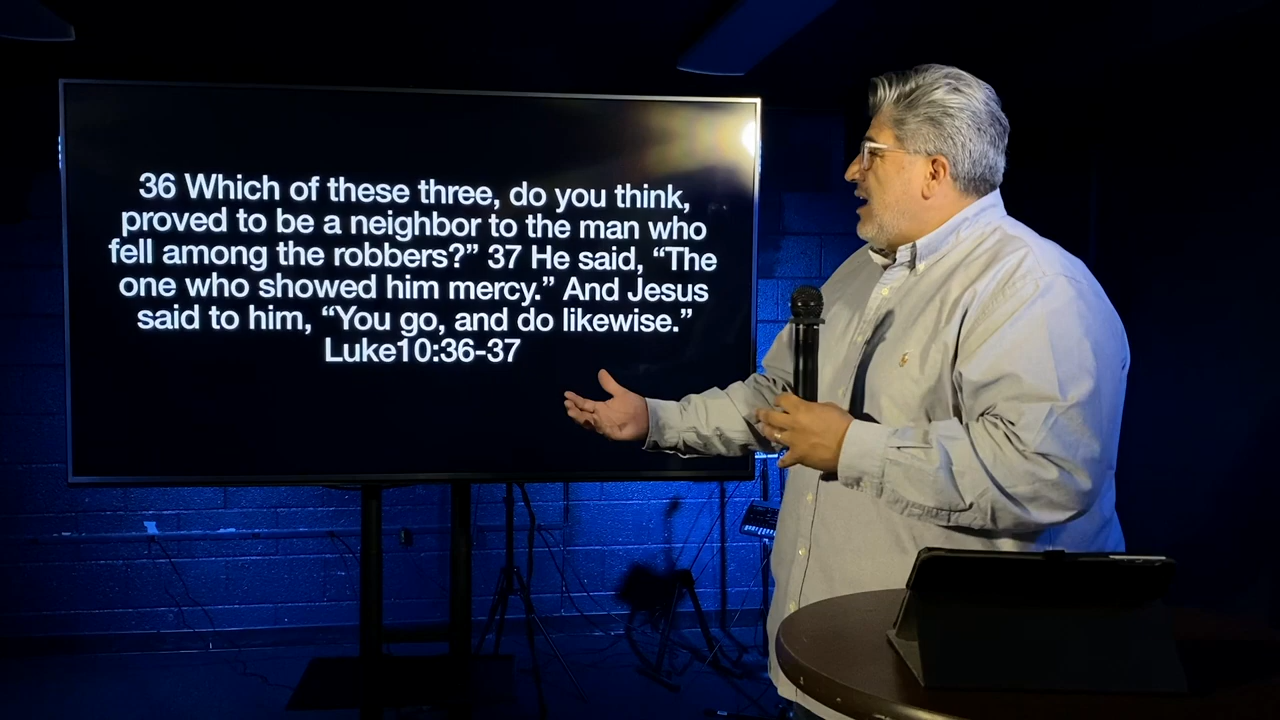 36 Which of these three, do you think,
proved to be a neighbor to the man who
fell among the robbers?” 37 He said, “The
one who showed him mercy.” And Jesus
said to him, “You go, and do likewise.”
Luke10:36-37